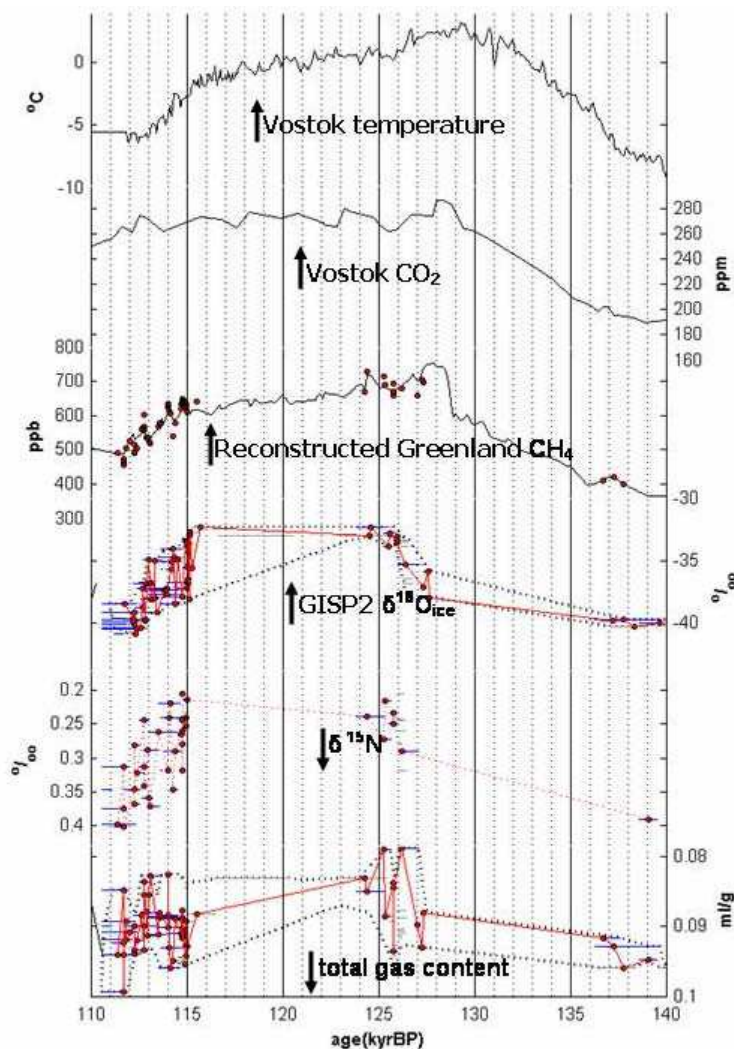 0
-5
-10
°C
Vostok temperature
280
260
240
220
200
180
160
ppm
Vostok CO₂
800
700
600
500
400
300
ppb
Reconstructed Greenland CH₄
-30
-35
-40
º/₀₀
GISP2 δ¹⁸Oice
0.2
0.25
0.3
0.35
0.4
º/₀₀
δ ¹⁵N
0.08
0.09
0.1
ml/g
total gas content
110 115 120 125 130 135 140
age(kyrBP)